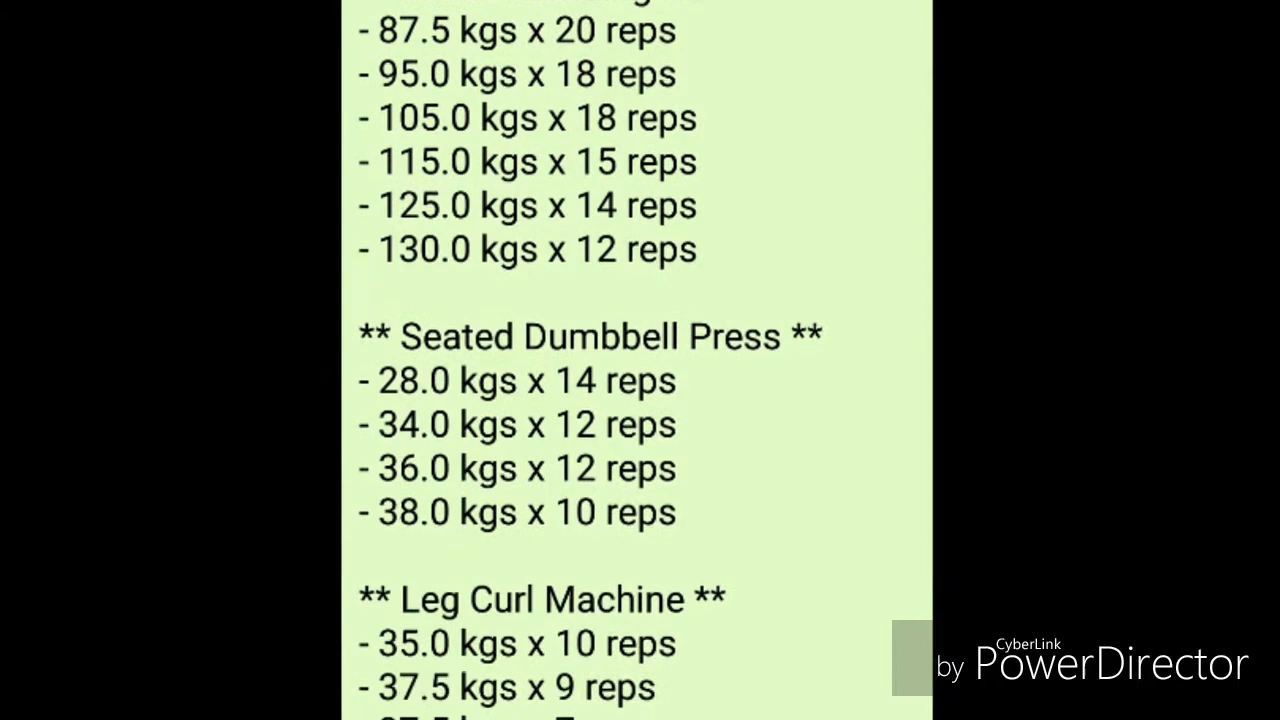 - 87.5 kgs x 20 reps
- 95.0 kgs x 18 reps
- 105.0 kgs x 18 reps
- 115.0 kgs x 15 reps
- 125.0 kgs x 14 reps
- 130.0 kgs x 12 reps
** Seated Dumbbell Press **
- 28.0 kgs x 14 reps
- 34.0 kgs x 12 reps
- 36.0 kgs x 12 reps
- 38.0 kgs x 10 reps
** Leg Curl Machine **
- 35.0 kgs x 10 reps
- 37.5 kgs x 9 reps
CyberLink
by PowerDirector